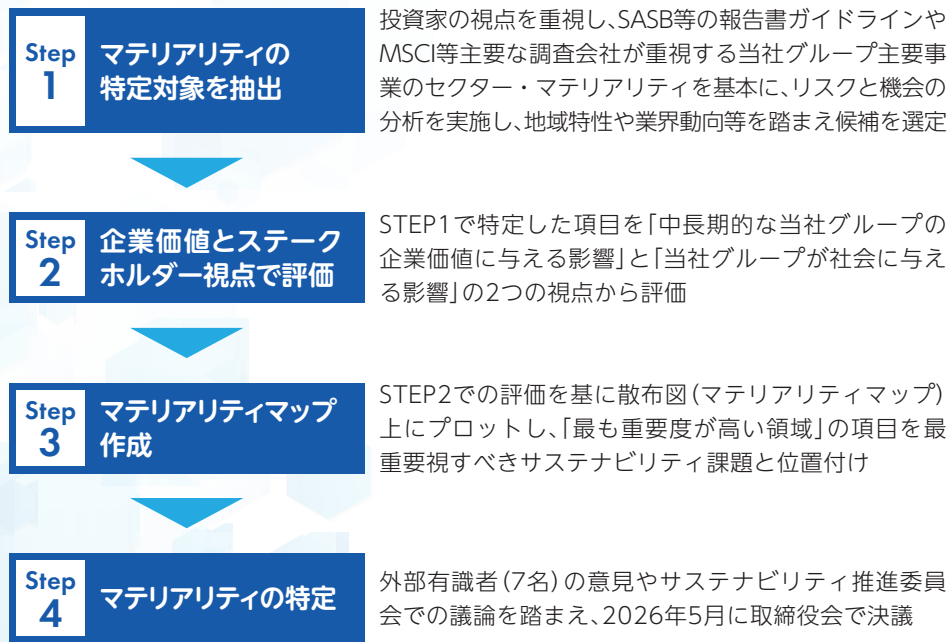 Step
1
マテリアリティの
特定対象を抽出
投資家の視点を重視し、SASB等の報告書ガイドラインや
MSCI等主要な調査会社が重視する当社グループ主要事
業のセクター・マテリアリティを基本に、リスクと機会の
分析を実施し、地域特性や業界動向等を踏まえ候補を選定
Step
2
企業価値とステーク
ホルダー視点で評価
STEP1で特定した項目を「中長期的な当社グループの
企業価値に与える影響」と「当社グループが社会に与え
る影響」の2つの視点から評価
Step
3
マテリアリティマップ
作成
STEP2での評価を基に散布図(マテリアリティマップ)
上にプロットし、「最も重要度が高い領域」の項目を最
重要視すべきサステナビリティ課題と位置付け
Step
4
マテリアリティの特定
外部有識者(7名)の意見やサステナビリティ推進委員
会での議論を踏まえ、2026年5月に取締役会で決議